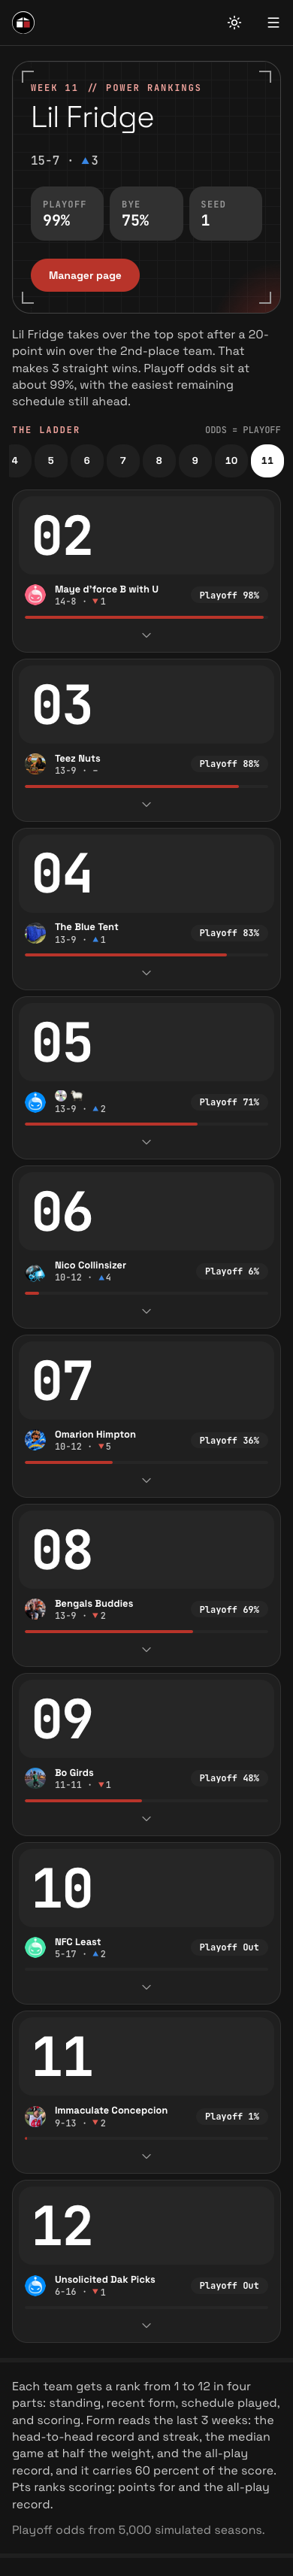 WEEK 11 // POWER RANKINGS
Lil Fridge
15-7 · ▲3
PLAYOFF
99%
BYE
75%
SEED
1
Manager page
Lil Fridge takes over the top spot after a 20-
point win over the 2nd-place team. That
makes 3 straight wins. Playoff odds sit at
about 99%, with the easiest remaining
schedule still ahead.
THE LADDER
ODDS = PLAYOFF
4 5 6 7 8 9 10 11
02
Maye d'force B with U
14-8 · ▼1
Playoff 98%
03
Teez Nuts
13-9 · –
Playoff 88%
04
The Blue Tent
13-9 · ▲1
Playoff 83%
05
13-9 · ▲2
Playoff 71%
06
Nico Collinsizer
10-12 · ▲4
Playoff 6%
07
Omarion Himpton
10-12 · ▼5
Playoff 36%
08
Bengals Buddies
13-9 · ▼2
Playoff 69%
09
Bo Girds
11-11 · ▼1
Playoff 48%
10
NFC Least
5-17 · ▲2
Playoff Out
11
Immaculate Concepcion
9-13 · ▼2
Playoff 1%
12
Unsolicited Dak Picks
6-16 · ▼1
Playoff Out
Each team gets a rank from 1 to 12 in four
parts: standing, recent form, schedule played,
and scoring. Form reads the last 3 weeks: the
head-to-head record and streak, the median
game at half the weight, and the all-play
record, and it carries 60 percent of the score.
Pts ranks scoring: points for and the all-play
record.
Playoff odds from 5,000 simulated seasons.